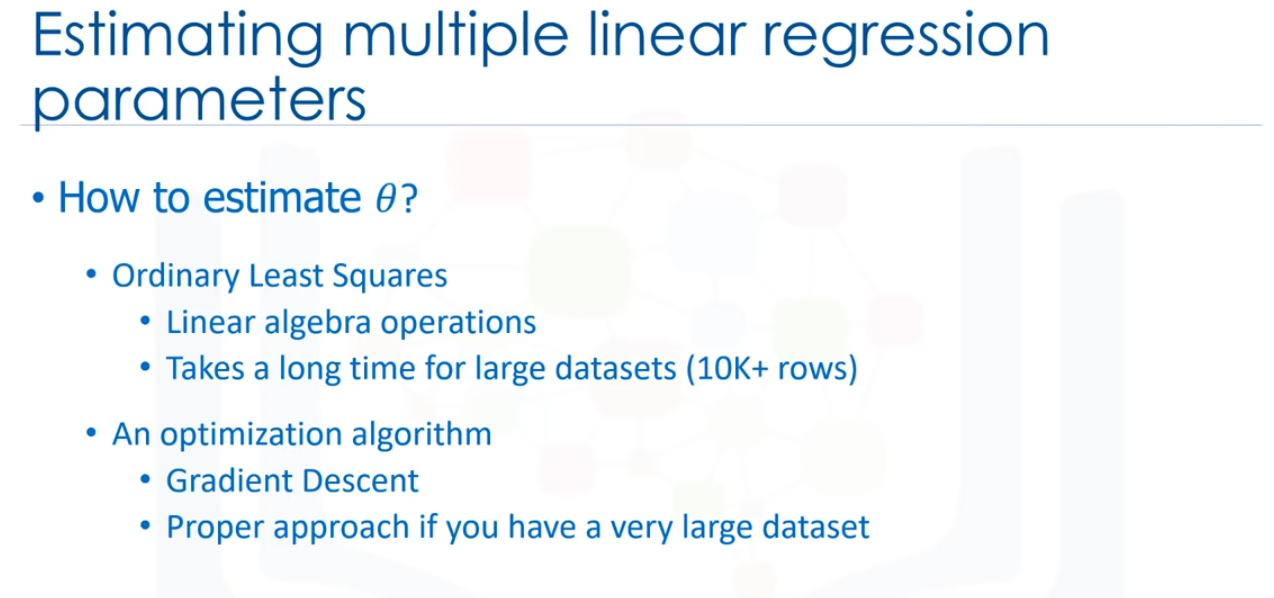 Estimating multiple linear regression
parameters
• How to estimate θ?
• Ordinary Least Squares
• Linear algebra operations
• Takes a long time for large datasets (10K+ rows)
• An optimization algorithm
• Gradient Descent
• Proper approach if you have a very large dataset